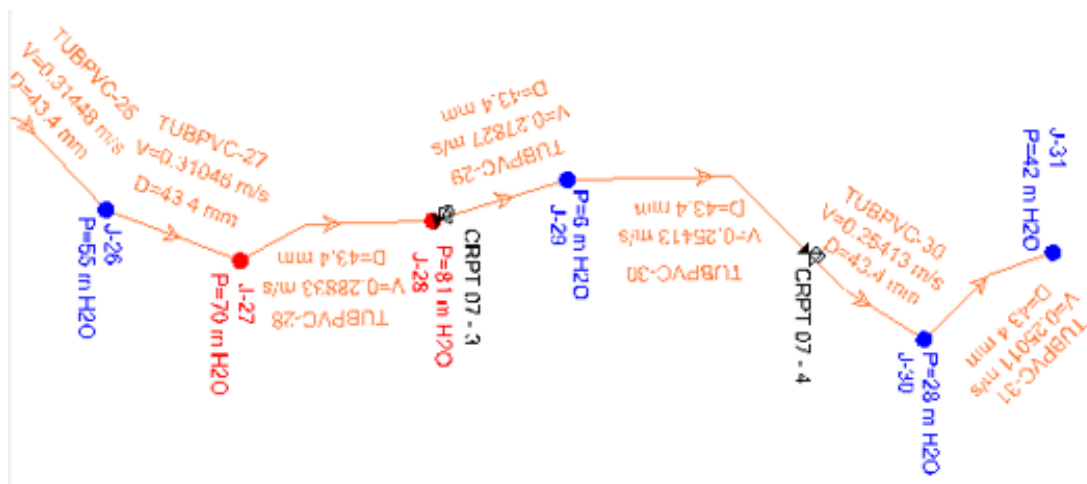 TUBPVC-26
V=0.31448 m/s
D=43.4 mm
TUBPVC-27
V=0.31046 m/s
D=43.4 mm
J-26
P=55 m H2O
J-27
P=70 m H2O
TUBPVC-28
V=0.28833 m/s
D=43.4 mm
J-28
P=81 m H2O
CRPT 07 - 3
TUBPVC-29
V=0.27827 m/s
D=43.4 mm
P=6 m H2O
J-29
TUBPVC-30
V=0.25413 m/s
D=43.4 mm
CRPT 07 - 4
TUBPVC-30
V=0.25413 m/s
D=43.4 mm
P=28 m H2O
J-30
TUBPVC-31
V=0.25011 m/s
D=43.4 mm
J-31
P=42 m H2O